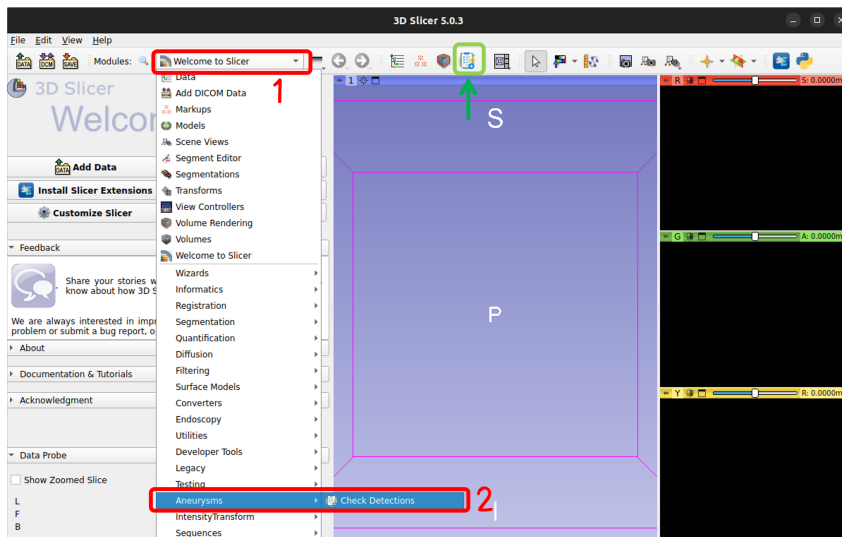 3D Slicer 5.0.3
File Edit View Help
DATA DCM SAVE Modules: Welcome to Slicer
1
1
R S: 0.0000m
3D Slicer
Welcor
Data
Add DICOM Data
Markups
Models
Scene Views
Segment Editor
Segmentations
Transforms
View Controllers
Volume Rendering
Volumes
Welcome to Slicer
Wizards
Informatics
Registration
Segmentation
Quantification
Diffusion
Filtering
Surface Models
Converters
Endoscopy
Utilities
Developer Tools
Legacy
Testing
Aneurysms
Check Detections
2
IntensityTransform
Sequences
DATA Add Data
Install Slicer Extensions
Customize Slicer
Feedback
Share your stories w
know about how 3D S
We are always interested in impr
problem or submit a bug report, o
About
Documentation & Tutorials
Acknowledgment
Data Probe
Show Zoomed Slice
L
F
B
S
P
I
G A: 0.0000m
Y R: 0.0000m